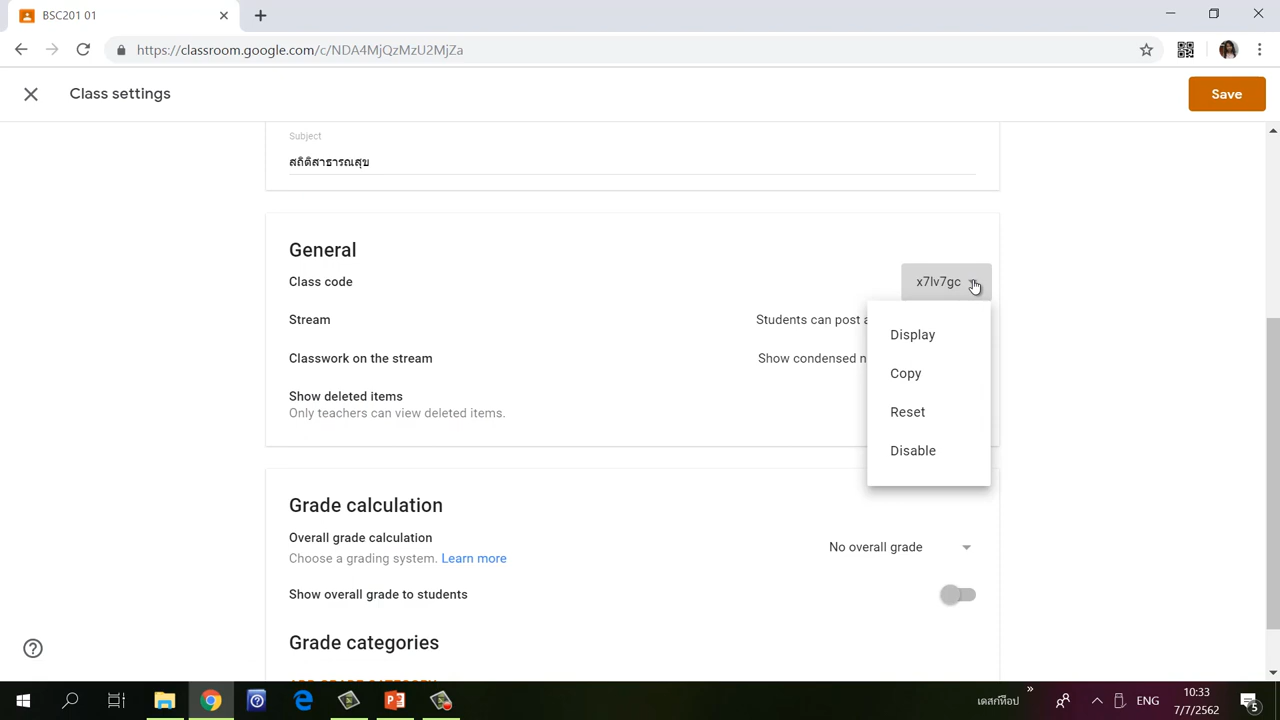 BSC201 01
https://classroom.google.com/c/NDA4MjQzMzU2MjZa
Class settings
Save
Subject
สถิติสาธารณสุข
General
Class code
x7lv7gc
Stream
Students can post a
Classwork on the stream
Show condensed n
Show deleted items
Only teachers can view deleted items.
Display
Copy
Reset
Disable
Grade calculation
Overall grade calculation
Choose a grading system. Learn more
No overall grade
Show overall grade to students
Grade categories
ADD GRADE CATEGORY
เดสก์ท็อป
ENG
10:33
7/7/2562
5